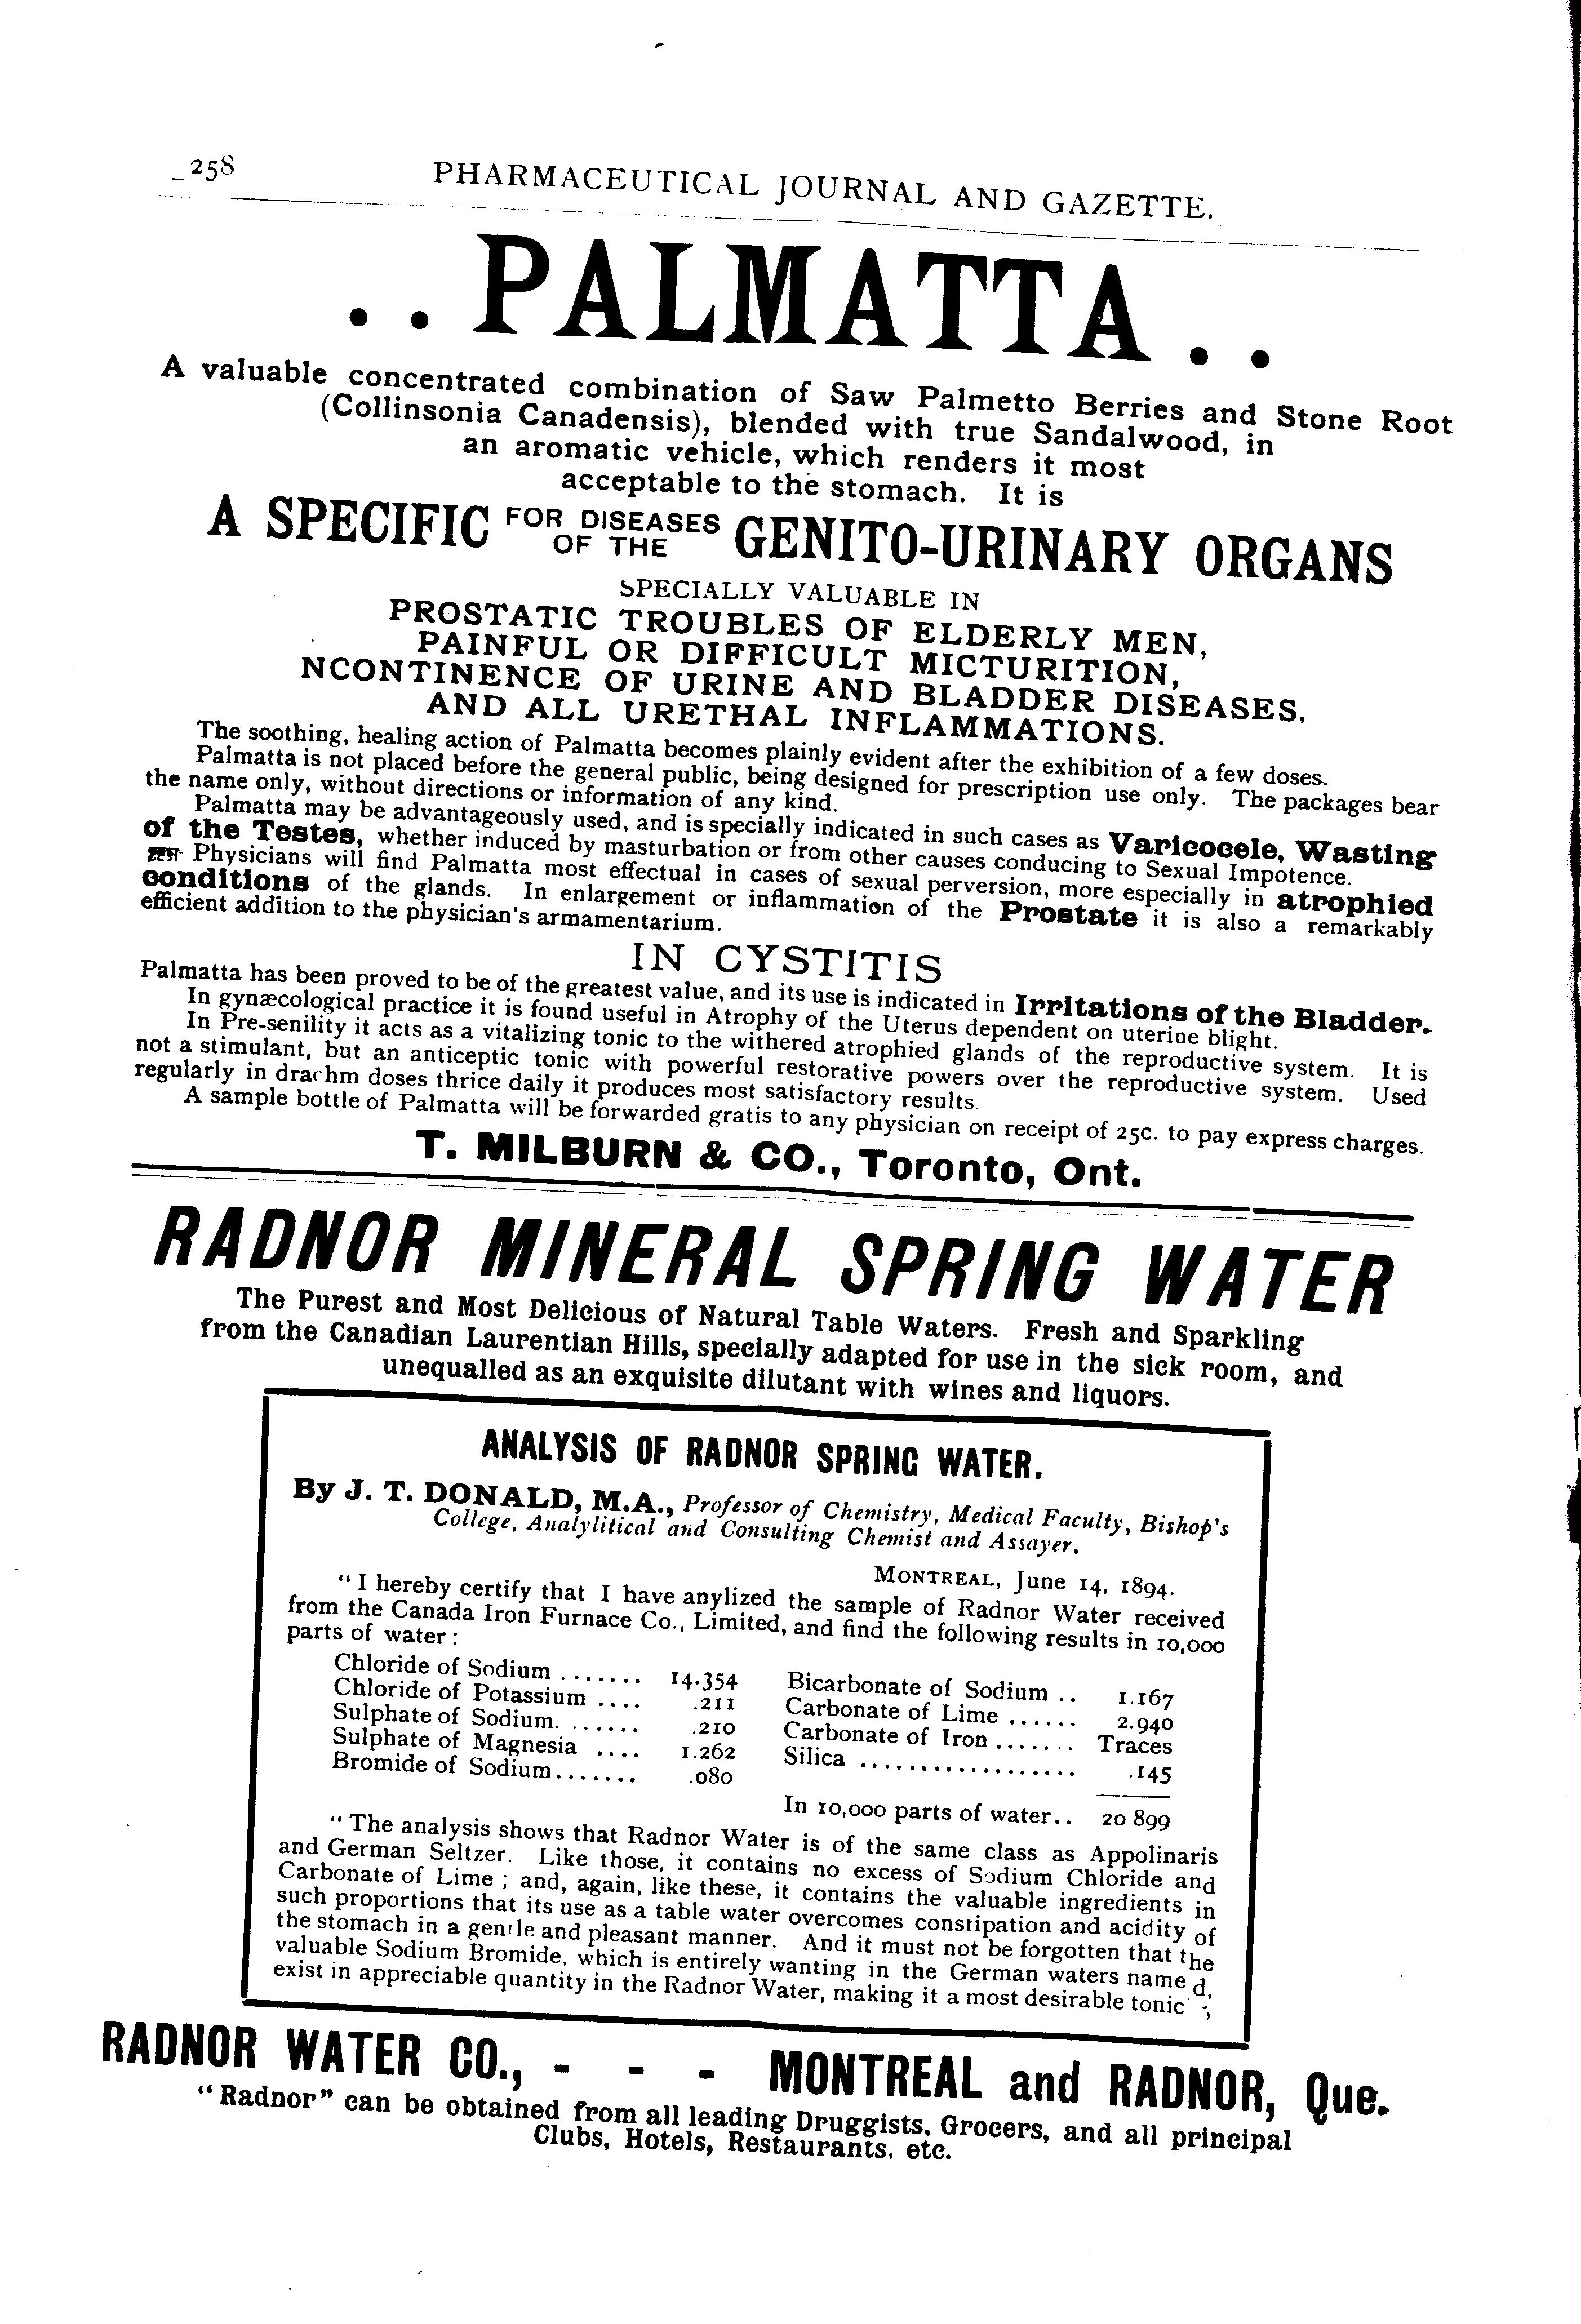 258 PHARMACEUTICAL JOURNAL AND GAZETTE.
. . PALMATTA . .
A valuable concentrated combination of Saw Palmetto Berries and Stone Root
(Collinsonia Canadensis), blended with true Sandalwood, in
an aromatic vehicle, which renders it most
acceptable to the stomach. It is
A SPECIFIC FOR DISEASES OF THE GENITO-URINARY ORGANS
SPECIALLY VALUABLE IN
PROSTATIC TROUBLES OF ELDERLY MEN,
PAINFUL OR DIFFICULT MICTURITION,
NCONTINENCE OF URINE AND BLADDER DISEASES,
AND ALL URETHAL INFLAMMATIONS.
The soothing, healing action of Palmatta becomes plainly evident after the exhibition of a few doses.
Palmatta is not placed before the general public, being designed for prescription use only. The packages bear
the name only, without directions or information of any kind.
Palmatta may be advantageously used, and is specially indicated in such cases as Varicocele, Wasting
of the Testes, whether induced by masturbation or from other causes conducing to Sexual Impotence.
Physicians will find Palmatta most effectual in cases of sexual perversion, more especially in atrophied
conditions of the glands. In enlargement or inflammation of the Prostate it is also a remarkably
efficient addition to the physician's armamentarium.
IN CYSTITIS
Palmatta has been proved to be of the greatest value, and its use is indicated in Irritations of the Bladder.
In gynæcological practice it is found useful in Atrophy of the Uterus dependent on uterine blight.
In Pre-senility it acts as a vitalizing tonic to the withered atrophied glands of the reproductive system. It is
not a stimulant, but an anticeptic tonic with powerful restorative powers over the reproductive system. Used
regularly in drachm doses thrice daily it produces most satisfactory results.
A sample bottle of Palmatta will be forwarded gratis to any physician on receipt of 25c. to pay express charges.
T. MILBURN & CO., Toronto, Ont.
RADNOR MINERAL SPRING WATER
The Purest and Most Delicious of Natural Table Waters. Fresh and Sparkling
from the Canadian Laurentian Hills, specially adapted for use in the sick room, and
unequalled as an exquisite dilutant with wines and liquors.
ANALYSIS OF RADNOR SPRING WATER.
By J. T. DONALD, M.A., Professor of Chemistry, Medical Faculty, Bishop's
College, Analylitical and Consulting Chemist and Assayer.
MONTREAL, June 14, 1894.
"I hereby certify that I have anylized the sample of Radnor Water received
from the Canada Iron Furnace Co., Limited, and find the following results in 10,000
parts of water:
Chloride of Sodium ....... 14.354 Bicarbonate of Sodium .. 1.167
Chloride of Potassium .... .211 Carbonate of Lime ...... 2.940
Sulphate of Sodium. ...... .210 Carbonate of Iron ....... Traces
Sulphate of Magnesia .... 1.262 Silica .................. .145
Bromide of Sodium....... .080
In 10,000 parts of water.. 20 899
"The analysis shows that Radnor Water is of the same class as Appolinaris
and German Seltzer. Like those, it contains no excess of Sodium Chloride and
Carbonate of Lime; and, again, like these, it contains the valuable ingredients in
such proportions that its use as a table water overcomes constipation and acidity of
the stomach in a gentle and pleasant manner. And it must not be forgotten that the
valuable Sodium Bromide, which is entirely wanting in the German waters named,
exist in appreciable quantity in the Radnor Water, making it a most desirable tonic
RADNOR WATER CO., - - - MONTREAL and RADNOR, Que.
"Radnor" can be obtained from all leading Druggists, Grocers, and all principal
Clubs, Hotels, Restaurants, etc.